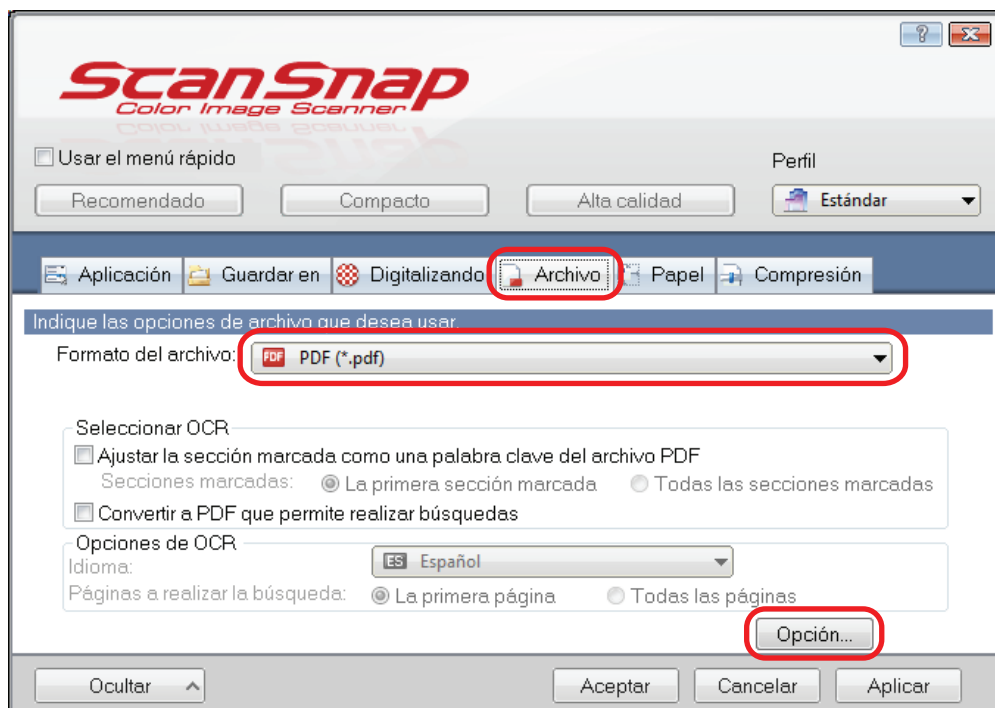 ScanSnap
Color Image Scanner
Usar el menú rápido
Perfil
Recomendado Compacto Alta calidad Estándar
Aplicación Guardar en Digitalizando Archivo Papel Compresión
Indique las opciones de archivo que desea usar.
Formato del archivo: PDF PDF (*.pdf)
Seleccionar OCR
Ajustar la sección marcada como una palabra clave del archivo PDF
Secciones marcadas: La primera sección marcada Todas las secciones marcadas
Convertir a PDF que permite realizar búsquedas
Opciones de OCR
Idioma: ES Español
Páginas a realizar la búsqueda: La primera página Todas las páginas
Opción...
Ocultar Aceptar Cancelar Aplicar